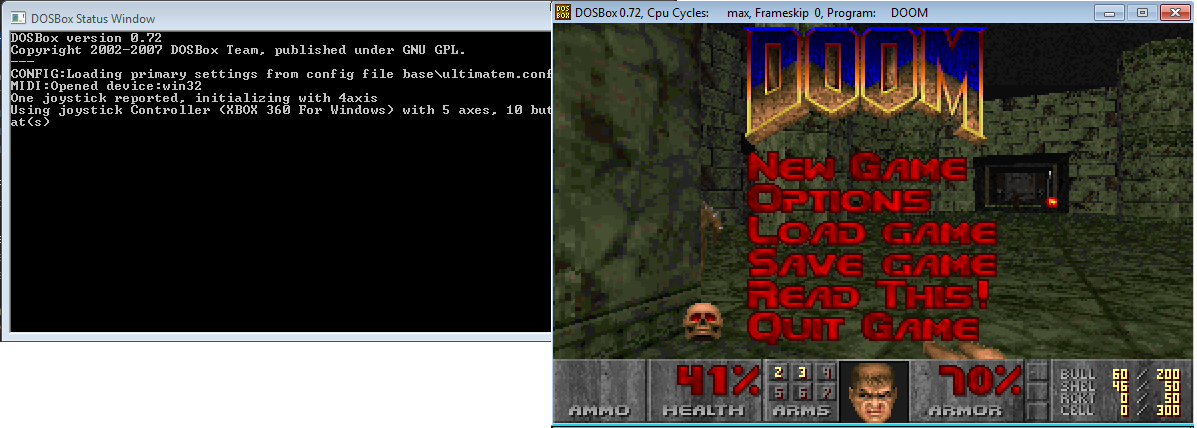 DOSBox Status Window
DOSBox version 0.72
Copyright 2002-2007 DOSBox Team, published under GNU GPL.
---
CONFIG:Loading primary settings from config file base\ultimatem.conf
MIDI:Opened device:win32
One joystick reported, initializing with 4axis
Using joystick Controller (XBOX 360 For Windows) with 5 axes, 10 but
at(s)
DOS BOX
DOSBox 0.72, Cpu Cycles: max, Frameskip 0, Program: DOOM
DOOM
New Game
Options
Load game
Save game
Read This!
Quit Game
41% 2 3 4 70% BULL 60 / 200
5 6 7 SHEL 46 / 50
RCKT 0 / 50
AMMO HEALTH ARMS ARMOR CELL 0 / 300